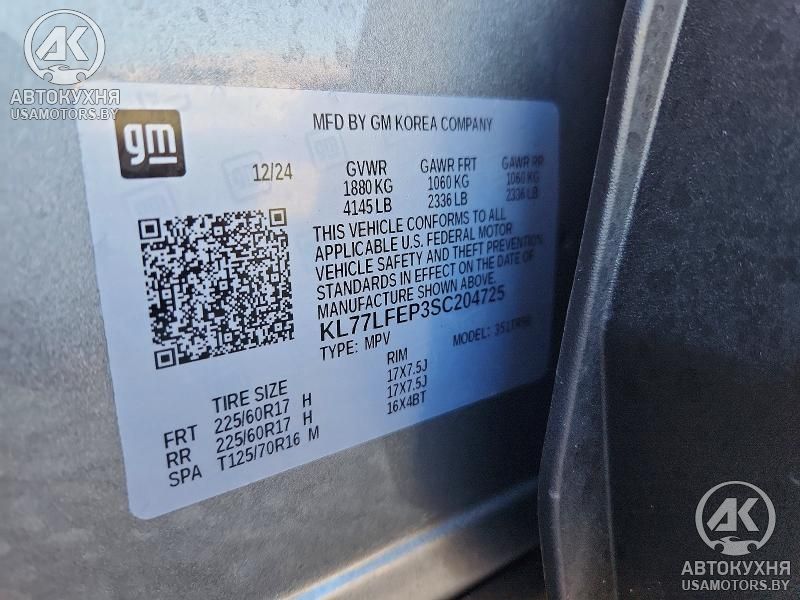 AK
АВТОКУХНЯ
USAMOTORS.BY
gm
MFD BY GM KOREA COMPANY
12/24
GVWR GAWR FRT GAWR RR
1880 KG 1060 KG 1060 KG
4145 LB 2336 LB 2336 LB
THIS VEHICLE CONFORMS TO ALL
APPLICABLE U.S. FEDERAL MOTOR
VEHICLE SAFETY AND THEFT PREVENTION
STANDARDS IN EFFECT ON THE DATE OF
MANUFACTURE SHOWN ABOVE.
KL77LFEP3SC204725
TYPE: MPV MODEL:
TIRE SIZE RIM
FRT 225/60R17 H 17X7.5J
RR 225/60R17 H 17X7.5J
SPA T125/70R16 M 16X4BT
AK
АВТОКУХНЯ
USAMOTORS.BY